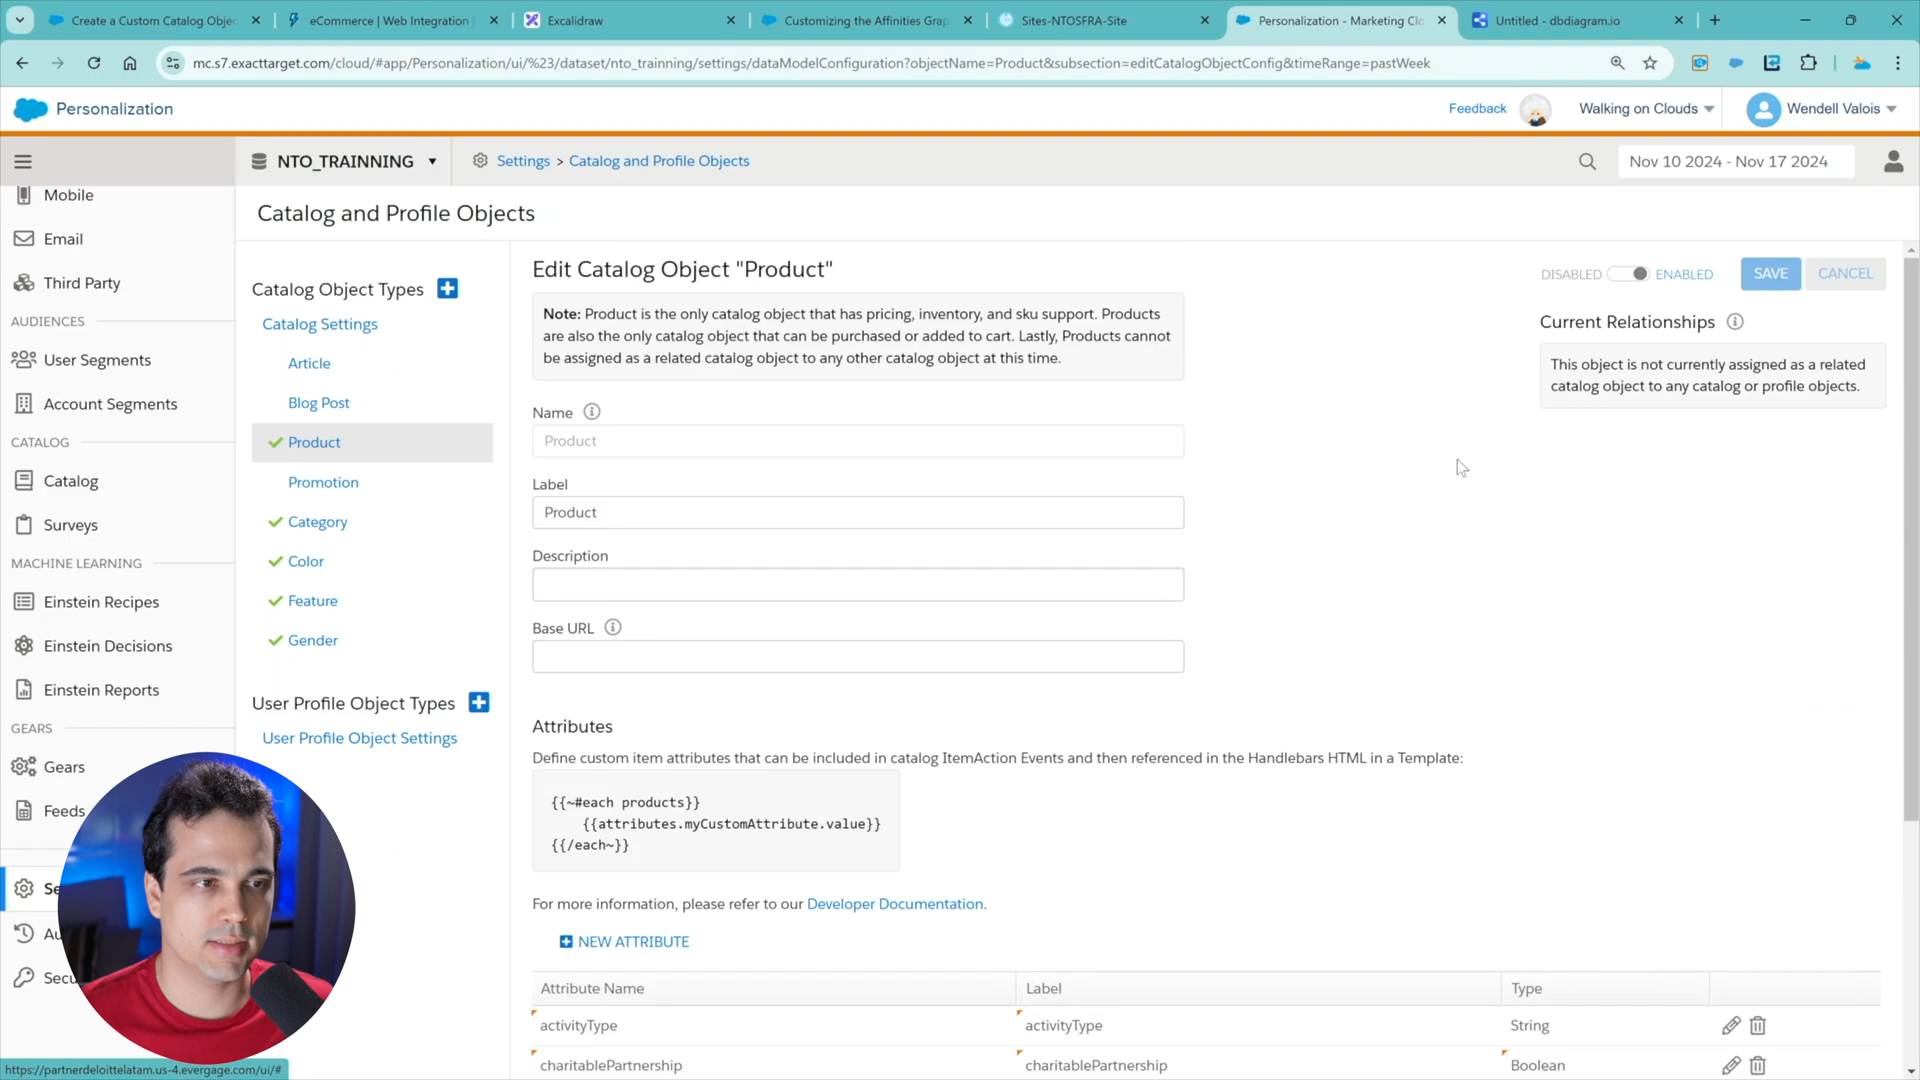 Create a Custom Catalog Objec
eCommerce | Web Integration
Excalidraw
Customizing the Affinities Grap
Sites-NTOSFRA-Site
Personalization - Marketing Clo
Untitled - dbdiagram.io
mc.s7.exacttarget.com/cloud/#app/Personalization/ui/%23/dataset/nto_trainning/settings/dataModelConfiguration?objectName=Product&subsection=editCatalogObjectConfig&timeRange=pastWeek
Personalization
Feedback
Walking on Clouds
Wendell Valois
NTO_TRAINNING
Settings > Catalog and Profile Objects
Nov 10 2024 - Nov 17 2024
Mobile
Email
Third Party
AUDIENCES
User Segments
Account Segments
CATALOG
Catalog
Surveys
MACHINE LEARNING
Einstein Recipes
Einstein Decisions
Einstein Reports
GEARS
Gears
Feeds
Se
Au
Secu
Catalog and Profile Objects
Catalog Object Types
Catalog Settings
Article
Blog Post
Product
Promotion
Category
Color
Feature
Gender
User Profile Object Types
User Profile Object Settings
Edit Catalog Object "Product"
DISABLED
ENABLED
SAVE
CANCEL
Note: Product is the only catalog object that has pricing, inventory, and sku support. Products
are also the only catalog object that can be purchased or added to cart. Lastly, Products cannot
be assigned as a related catalog object to any other catalog object at this time.
Current Relationships
This object is not currently assigned as a related
catalog object to any catalog or profile objects.
Name
Product
Label
Product
Description
Base URL
Attributes
Define custom item attributes that can be included in catalog ItemAction Events and then referenced in the Handlebars HTML in a Template:
{{~#each products}}
{{attributes.myCustomAttribute.value}}
{{/each~}}
For more information, please refer to our Developer Documentation.
NEW ATTRIBUTE
Attribute Name
Label
Type
activityType
activityType
String
charitablePartnership
charitablePartnership
Boolean
https://partnerdeloittelatam.us-4.evergage.com/ui/#